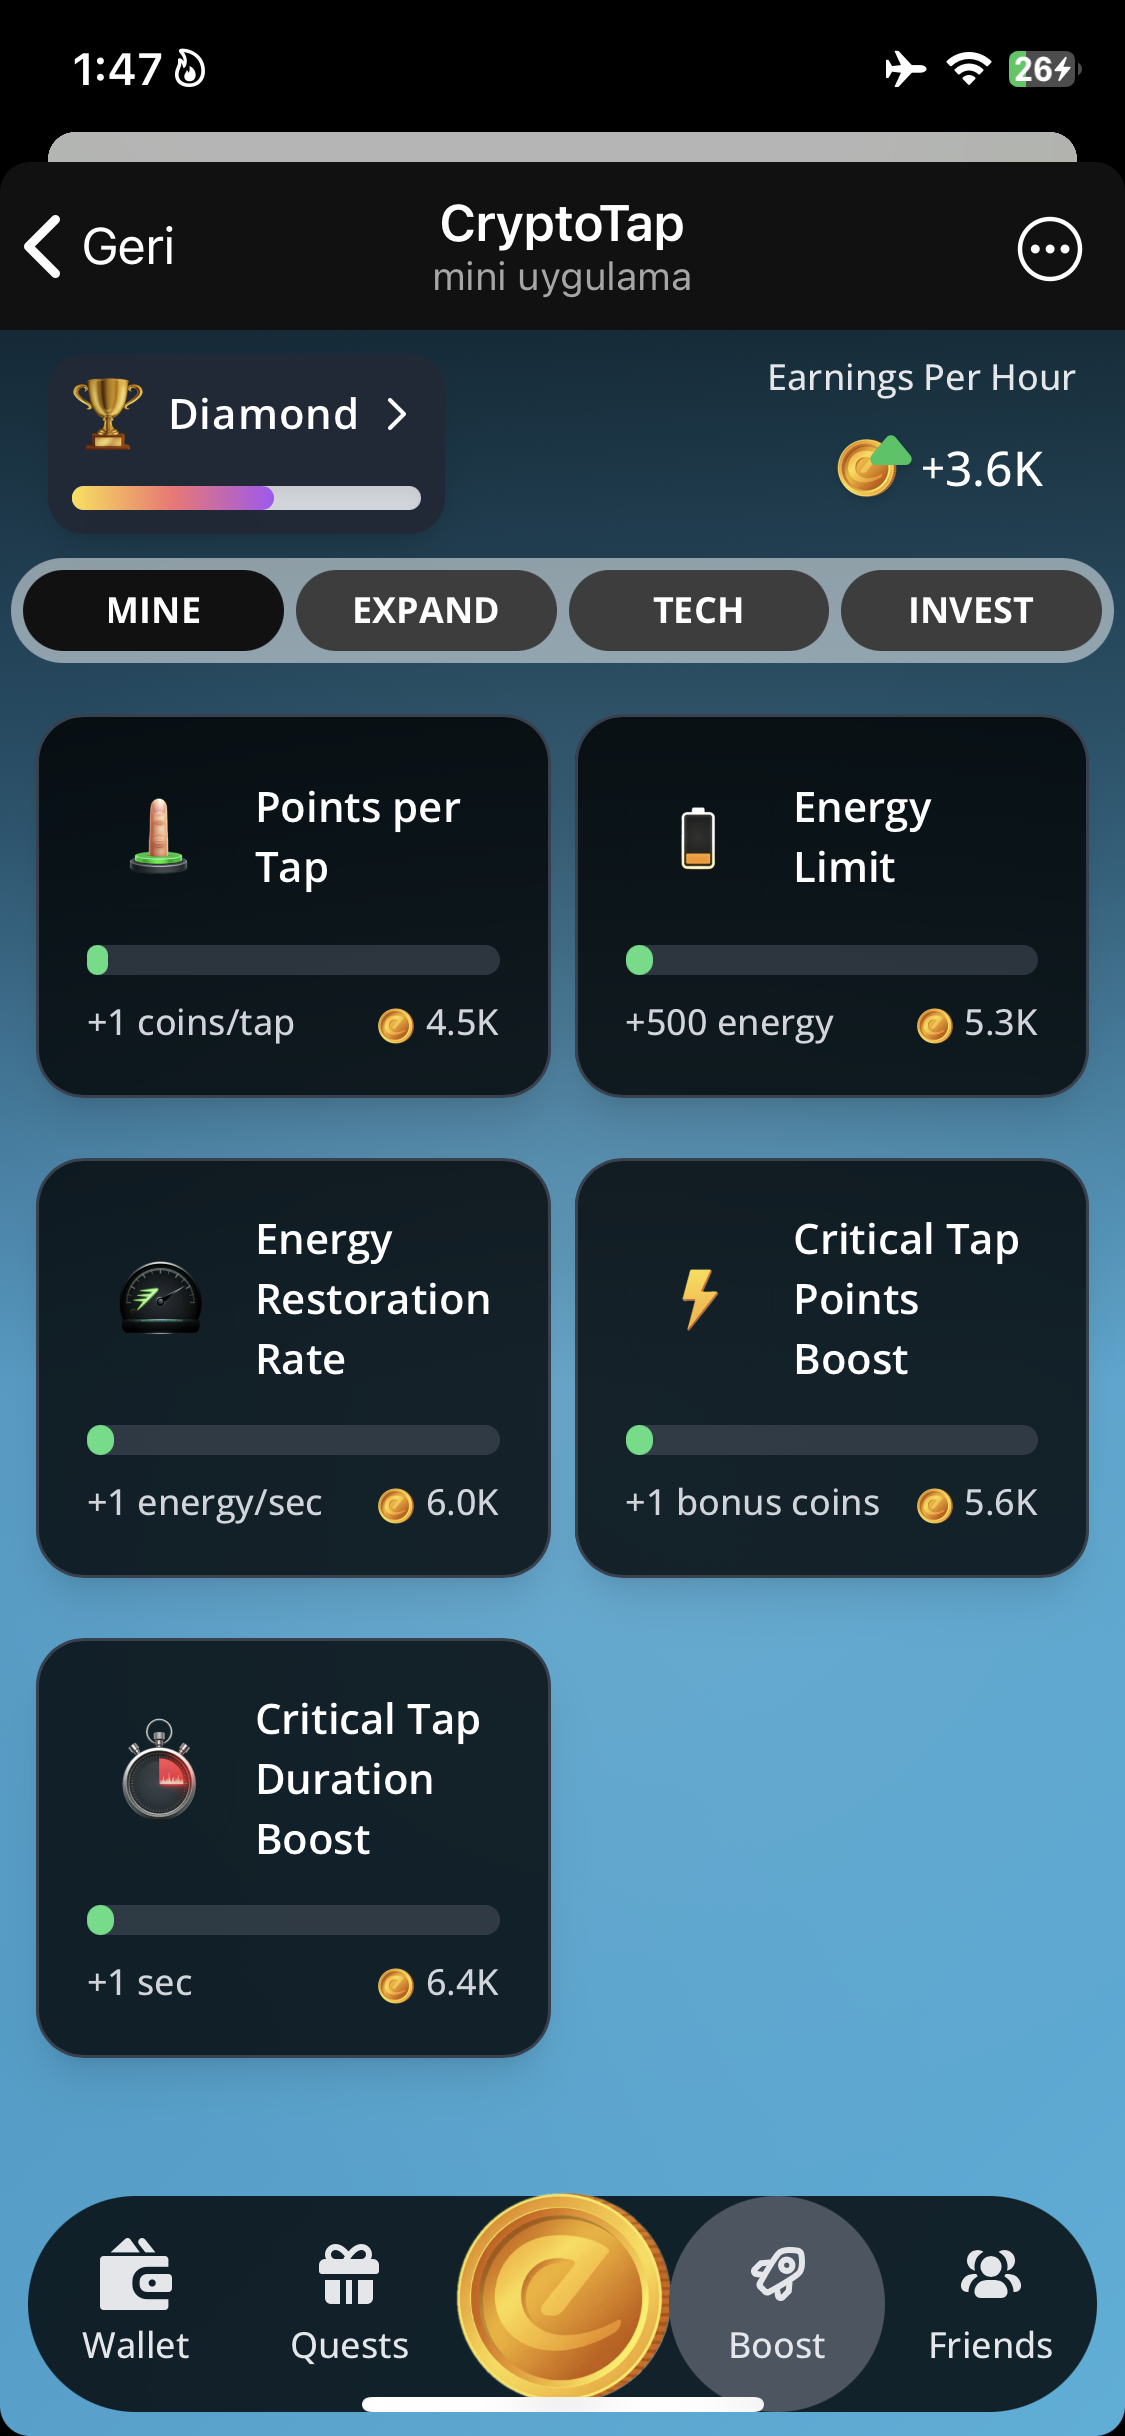 1:47
26
Geri
CryptoTap
mini uygulama
Diamond
Earnings Per Hour
+3.6K
MINE
EXPAND
TECH
INVEST
Points per
Tap
+1 coins/tap
4.5K
Energy
Limit
+500 energy
5.3K
Energy
Restoration
Rate
+1 energy/sec
6.0K
Critical Tap
Points
Boost
+1 bonus coins
5.6K
Critical Tap
Duration
Boost
+1 sec
6.4K
Wallet
Quests
Boost
Friends